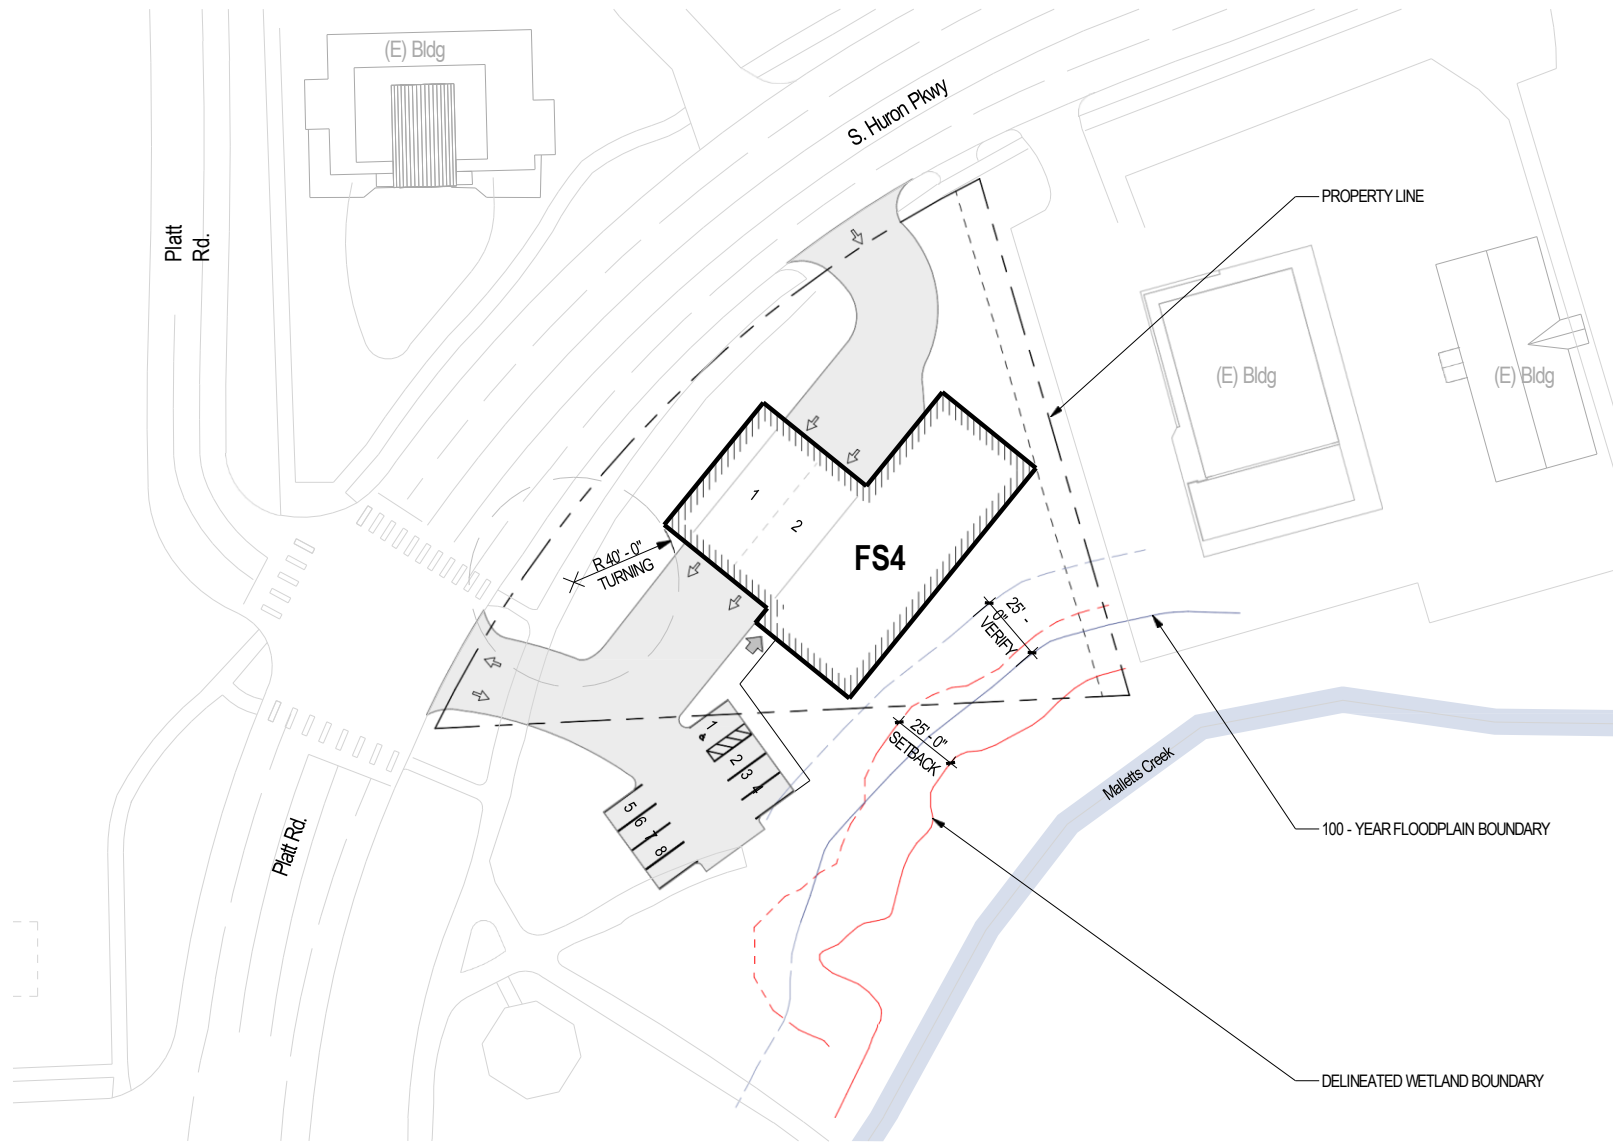 (E) Bldg
S. Huron Pkwy
PROPERTY LINE
Platt
Rd.
(E) Bldg
(E) Bldg
1
2
FS4
R 40' - 0"
TURNING
25' -
0"
VERIFY
25' - 0"
SETBACK
1
2
3
4
5
6
7
8
Malletts Creek
Platt Rd.
100 - YEAR FLOODPLAIN BOUNDARY
DELINEATED WETLAND BOUNDARY